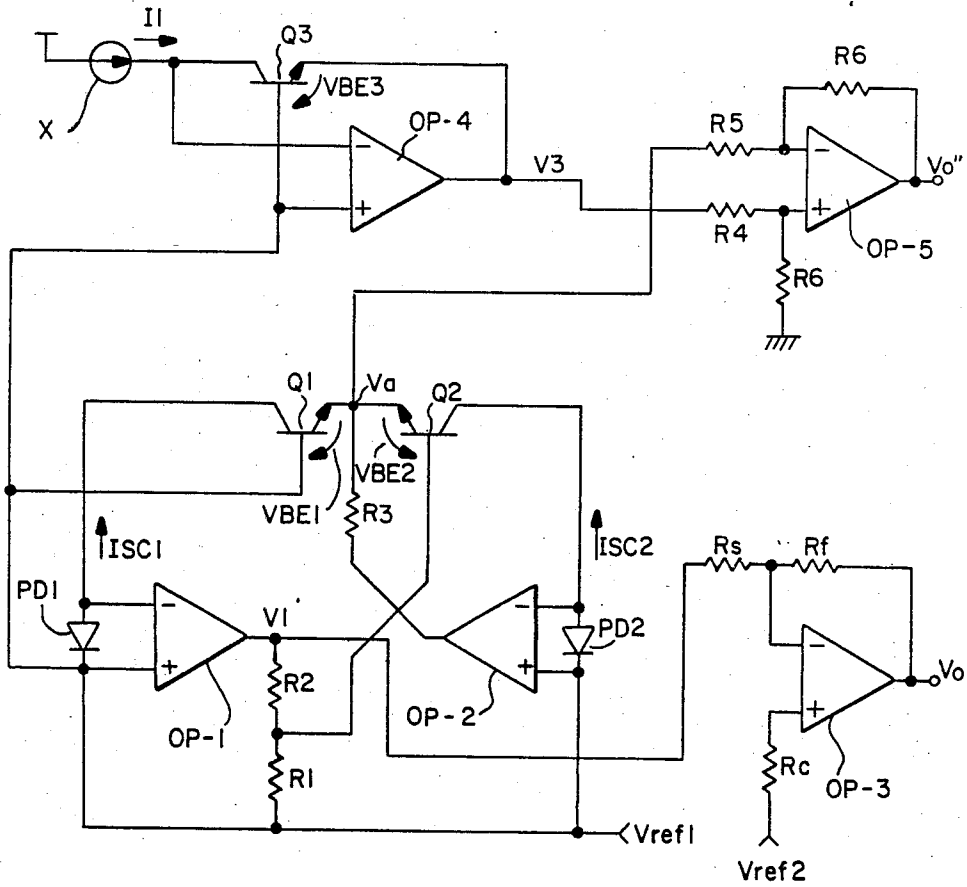 I1
Q3
VBE3
X
OP-4
V3
R6
R5
Vo"
R4
OP-5
R6
Q1
Va
Q2
VBE2
VBE1
R3
ISC1
ISC2
Rs
Rf
PD1
V1
PD2
R2
OP-2
Vo
OP-1
R1
Rc
OP-3
Vref1
Vref2